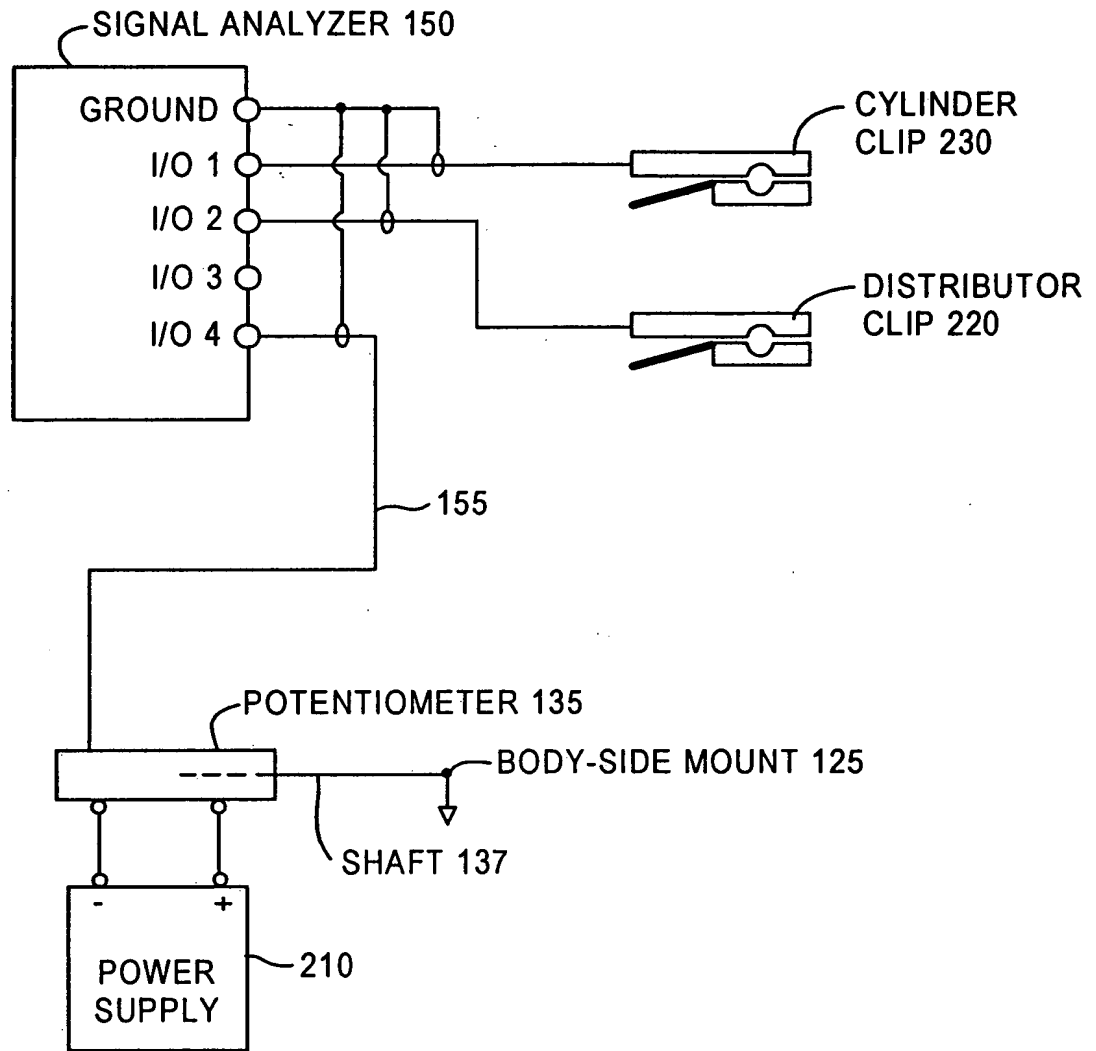 SIGNAL ANALYZER 150
GROUND
I/O 1
I/O 2
I/O 3
I/O 4
CYLINDER
CLIP 230
DISTRIBUTOR
CLIP 220
155
POTENTIOMETER 135
BODY-SIDE MOUNT 125
SHAFT 137
- +
POWER
SUPPLY
210